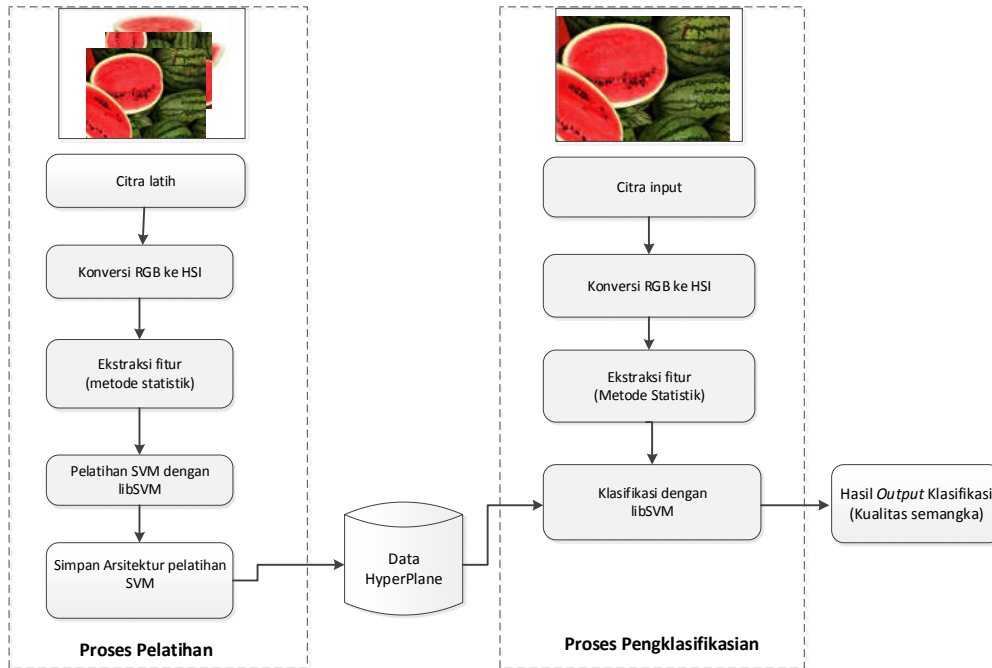 Citra latih
Konversi RGB ke HSI
Ekstraksi fitur
(metode statistik)
Pelatihan SVM dengan
libSVM
Simpan Arsitektur pelatihan
SVM
Proses Pelatihan
Data
HyperPlane
Citra input
Konversi RGB ke HSI
Ekstraksi fitur
(Metode Statistik)
Klasifikasi dengan
libSVM
Proses Pengklasifikasian
Hasil Output Klasifikasi
(Kualitas semangka)